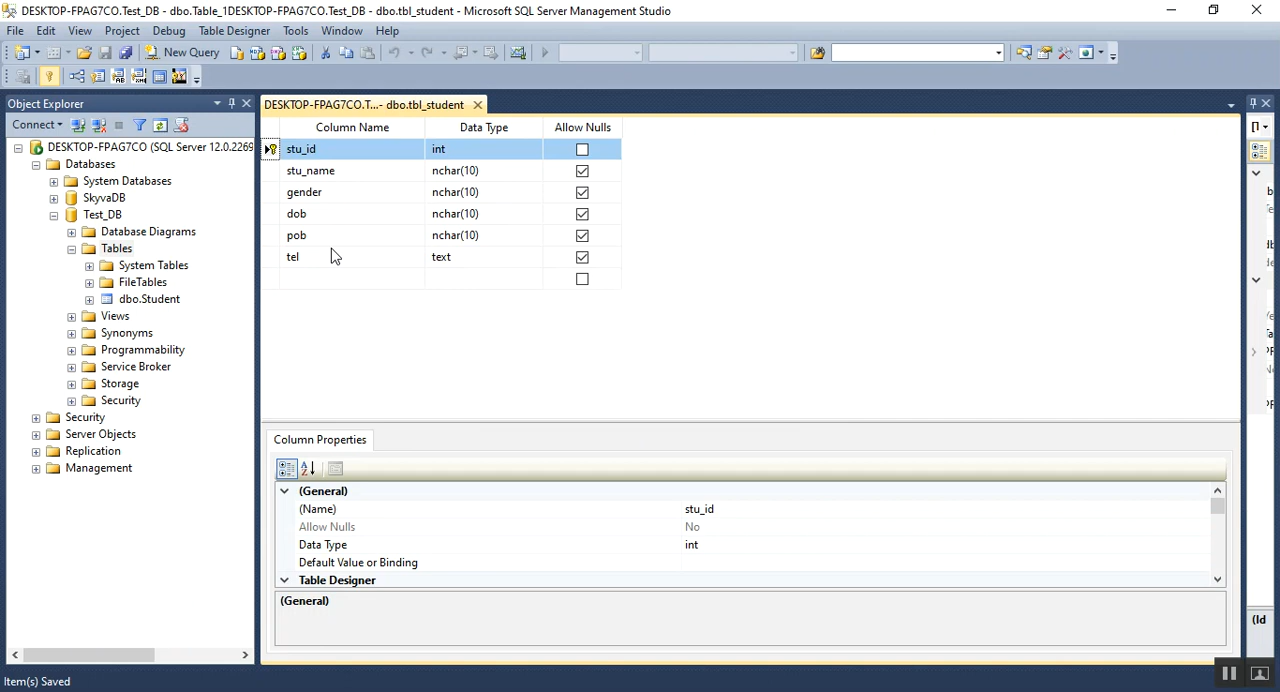 DESKTOP-FPAG7CO.Test_DB - dbo.Table_1DESKTOP-FPAG7CO.Test_DB - dbo.tbl_student - Microsoft SQL Server Management Studio
File Edit View Project Debug Table Designer Tools Window Help
New Query
Object Explorer
Connect
DESKTOP-FPAG7CO (SQL Server 12.0.2269
Databases
System Databases
SkyvaDB
Test_DB
Database Diagrams
Tables
System Tables
FileTables
dbo.Student
Views
Synonyms
Programmability
Service Broker
Storage
Security
Security
Server Objects
Replication
Management
DESKTOP-FPAG7CO.T...- dbo.tbl_student
Column Name Data Type Allow Nulls
stu_id int
stu_name nchar(10)
gender nchar(10)
dob nchar(10)
pob nchar(10)
tel text
Column Properties
(General)
(Name) stu_id
Allow Nulls No
Data Type int
Default Value or Binding
Table Designer
(General)
(Id
Item(s) Saved